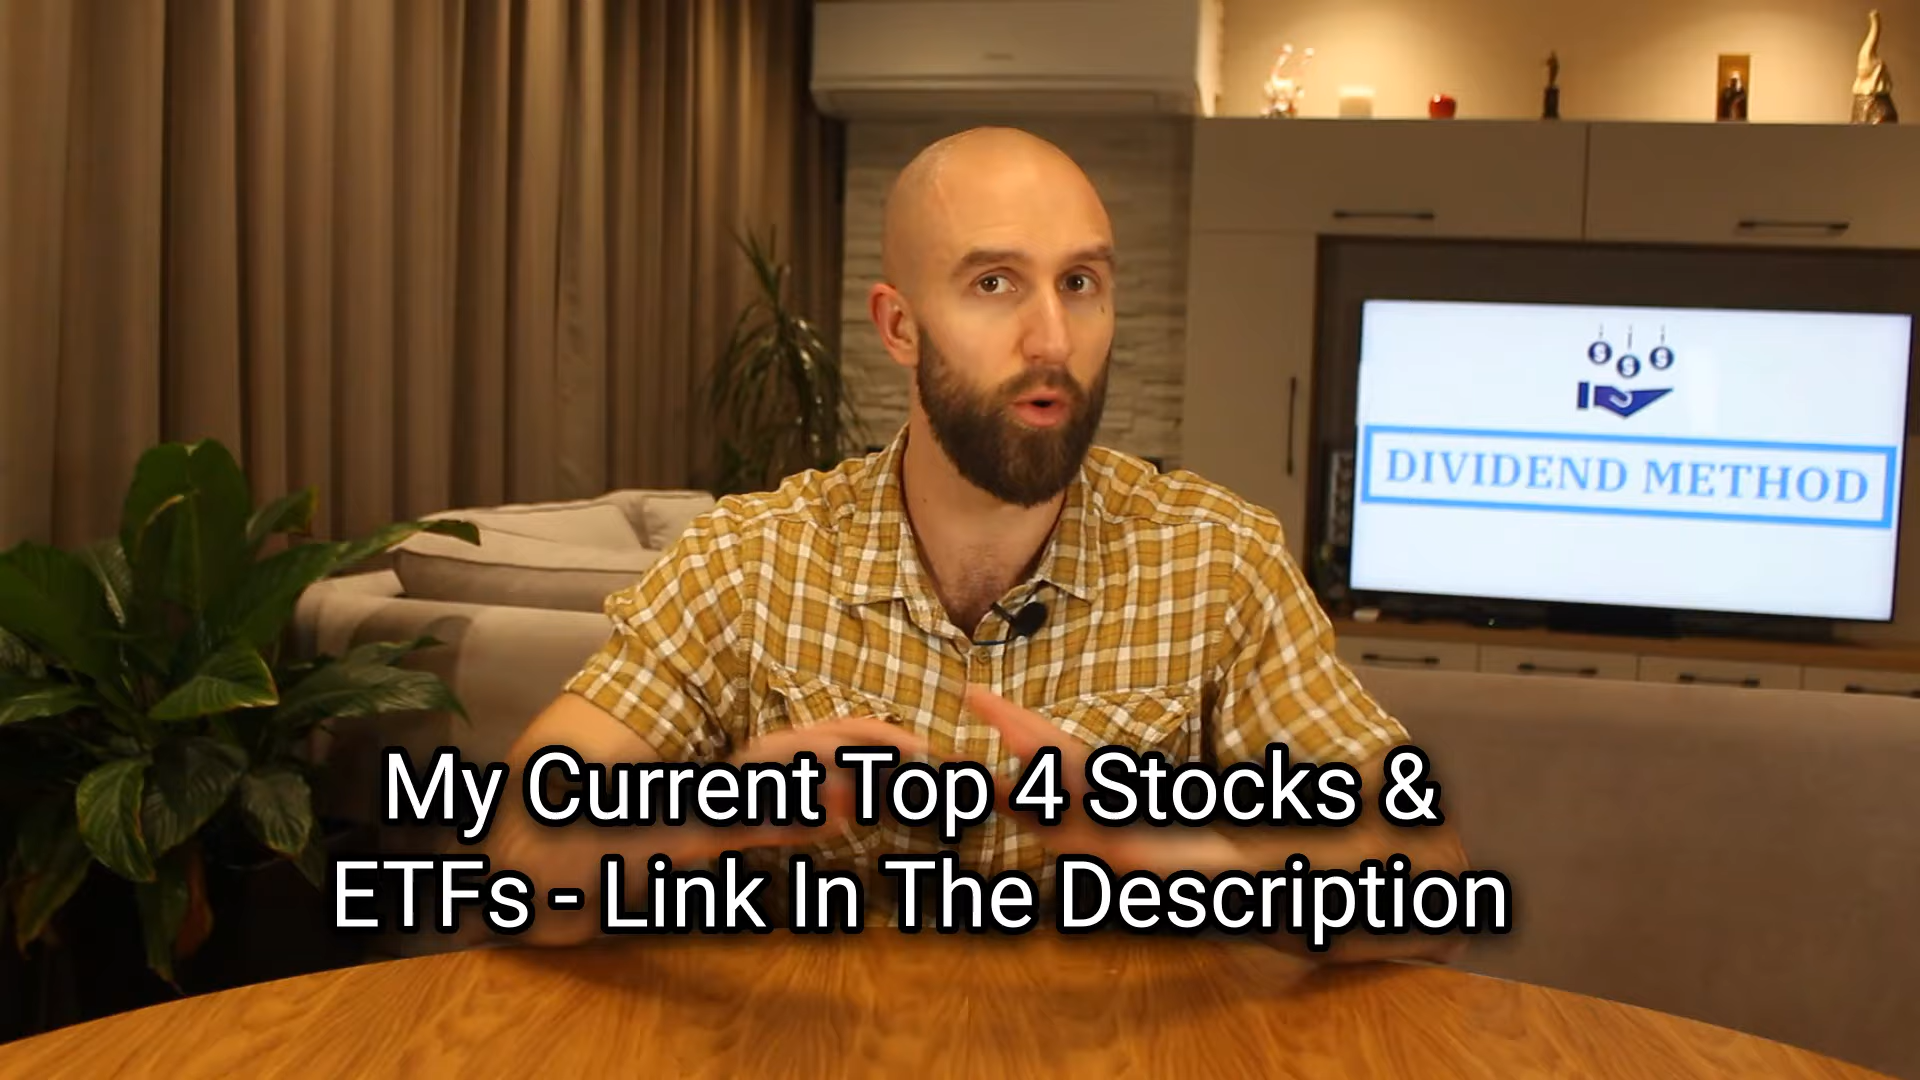 DIVIDEND METHOD
My Current Top 4 Stocks &
ETFs - Link In The Description